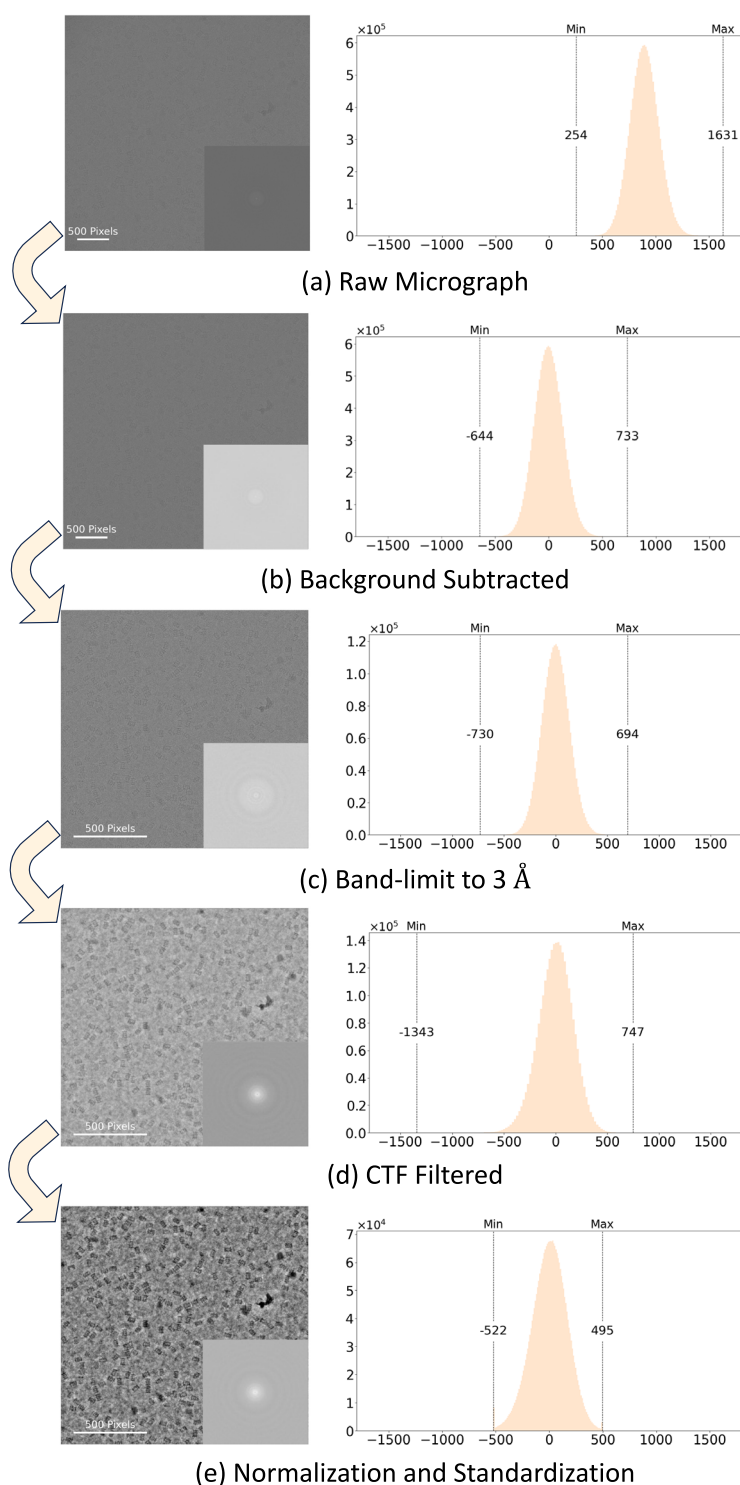 ×10⁵ Min Max
6
5
4
3 254 1631
2
1
0
500 Pixels
−1500 −1000 −500 0 500 1000 1500
(a) Raw Micrograph
×10⁵ Min Max
6
5
4
3 -644 733
2
1
0
500 Pixels
−1500 −1000 −500 0 500 1000 1500
(b) Background Subtracted
×10⁵ Min Max
1.2
1.0
0.8
0.6 -730 694
0.4
0.2
0.0
500 Pixels
−1500 −1000 −500 0 500 1000 1500
(c) Band-limit to 3 Å
×10⁵ Min Max
1.4
1.2
1.0
0.8 -1343 747
0.6
0.4
0.2
0.0
500 Pixels
−1500 −1000 −500 0 500 1000 1500
(d) CTF Filtered
×10⁴ Min Max
7
6
5
4 -522 495
3
2
1
0
500 Pixels
−1500 −1000 −500 0 500 1000 1500
(e) Normalization and Standardization